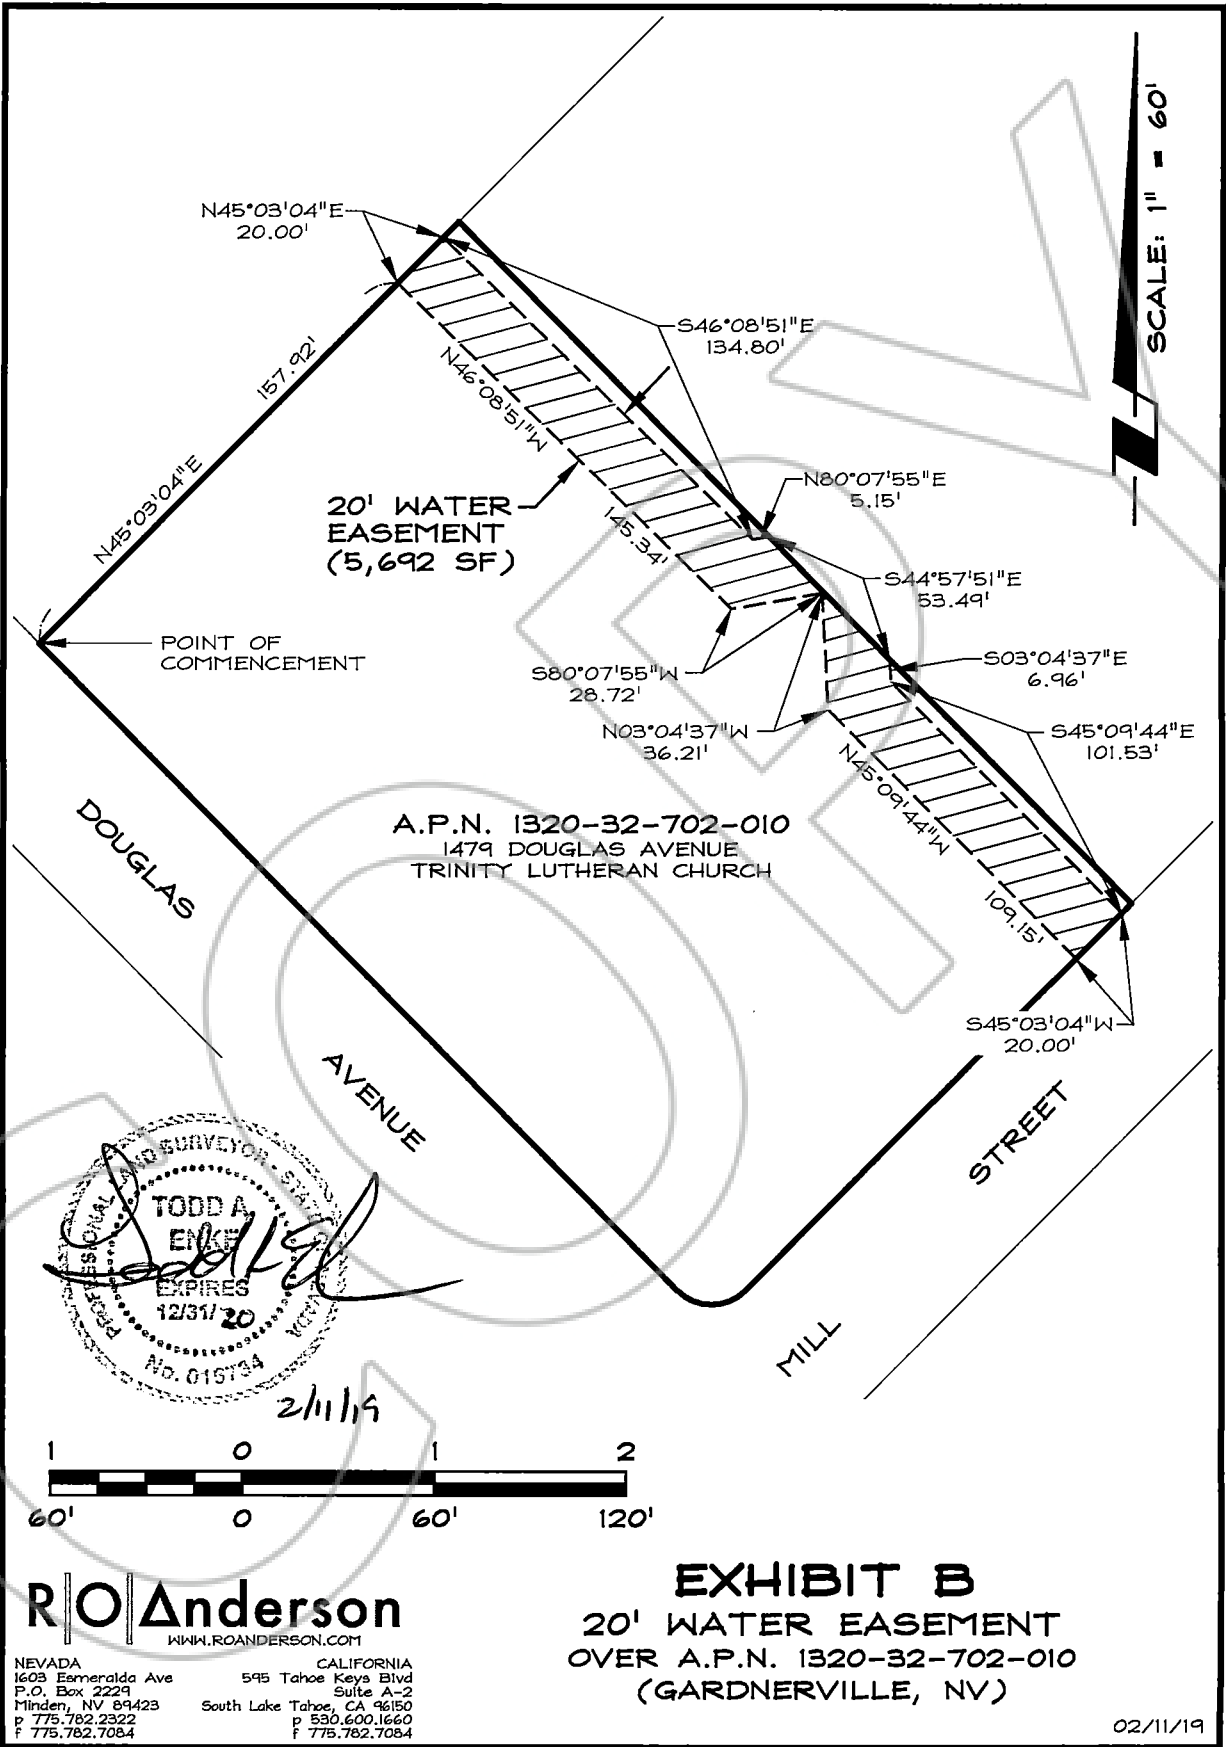 SCALE: 1" = 60'
N45°03'04"E
20.00'
S46°08'51"E
134.80'
157.92'
N45°03'04"E
N46°08'51"W
145.34'
20' WATER
EASEMENT
(5,692 SF)
N80°07'55"E
5.15'
S44°57'51"E
53.49'
POINT OF
COMMENCEMENT
S80°07'55"W
28.72'
S03°04'37"E
6.96'
N03°04'37"W
36.21'
S45°09'44"E
101.53'
N45°09'44"W
109.15'
A.P.N. 1320-32-702-010
1479 DOUGLAS AVENUE
TRINITY LUTHERAN CHURCH
DOUGLAS
AVENUE
S45°03'04"W
20.00'
STREET
MILL
COPY
PROFESSIONAL LAND SURVEYOR - STATE NEVADA
TODD A.
ENKE
EXPIRES
12/31/20
2/11/19
1 0 1 2
60' 0 60' 120'
R|O|Anderson
WWW.ROANDERSON.COM
NEVADA
1603 Esmeralda Ave
P.O. Box 2229
Minden, NV 89423
p 775.782.2322
f 775.782.7084
CALIFORNIA
595 Tahoe Keys Blvd
Suite A-2
South Lake Tahoe, CA 96150
p 530.600.1660
f 775.782.7084
EXHIBIT B
20' WATER EASEMENT
OVER A.P.N. 1320-32-702-010
(GARDNERVILLE, NV)
02/11/19